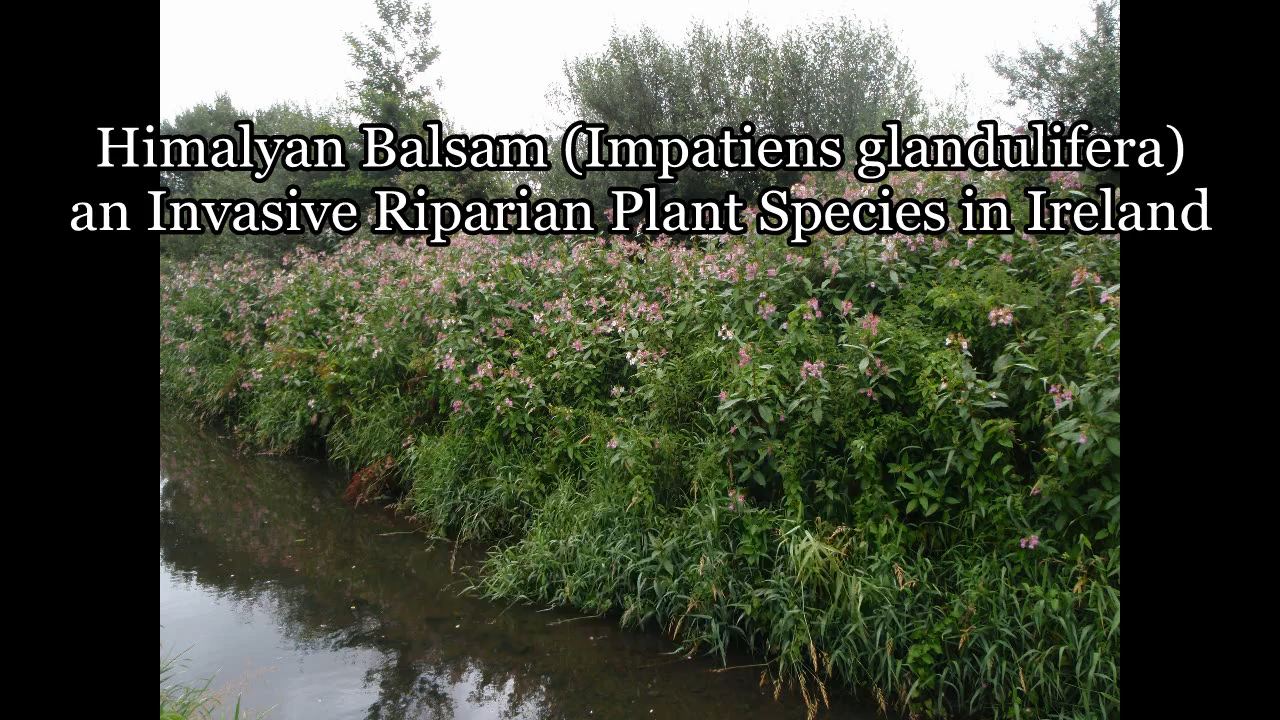 Himalyan Balsam (Impatiens glandulifera)
an Invasive Riparian Plant Species in Ireland